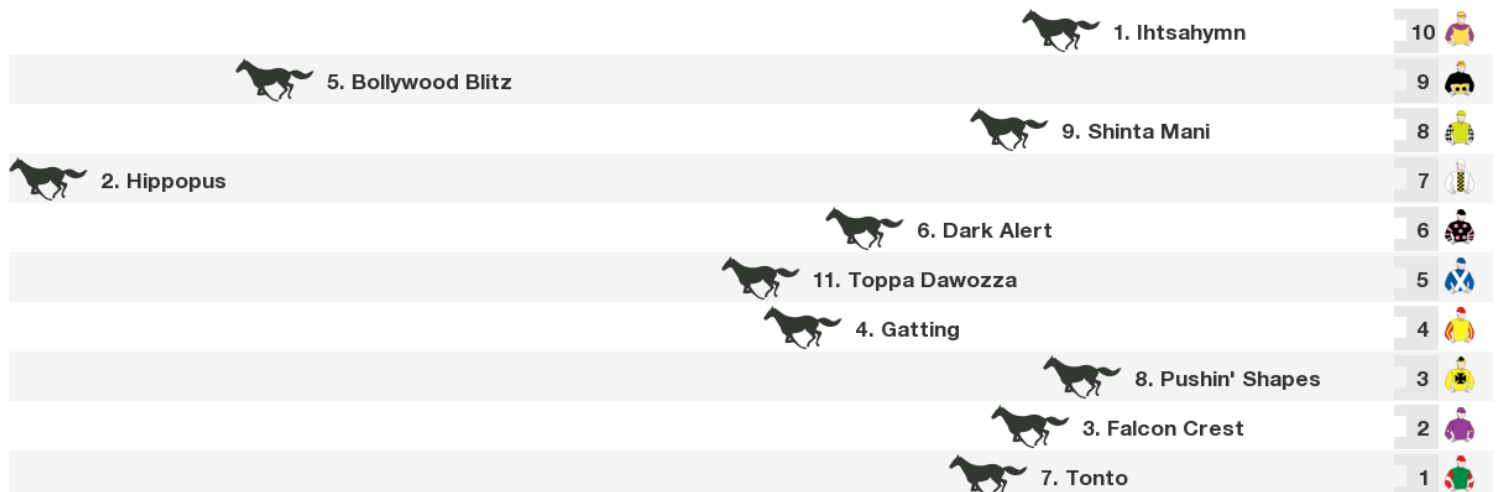 1. Ihtsahymn 10
5. Bollywood Blitz 9
9. Shinta Mani 8
2. Hippopus 7
6. Dark Alert 6
11. Toppa Dawozza 5
4. Gatting 4
8. Pushin' Shapes 3
3. Falcon Crest 2
7. Tonto 1